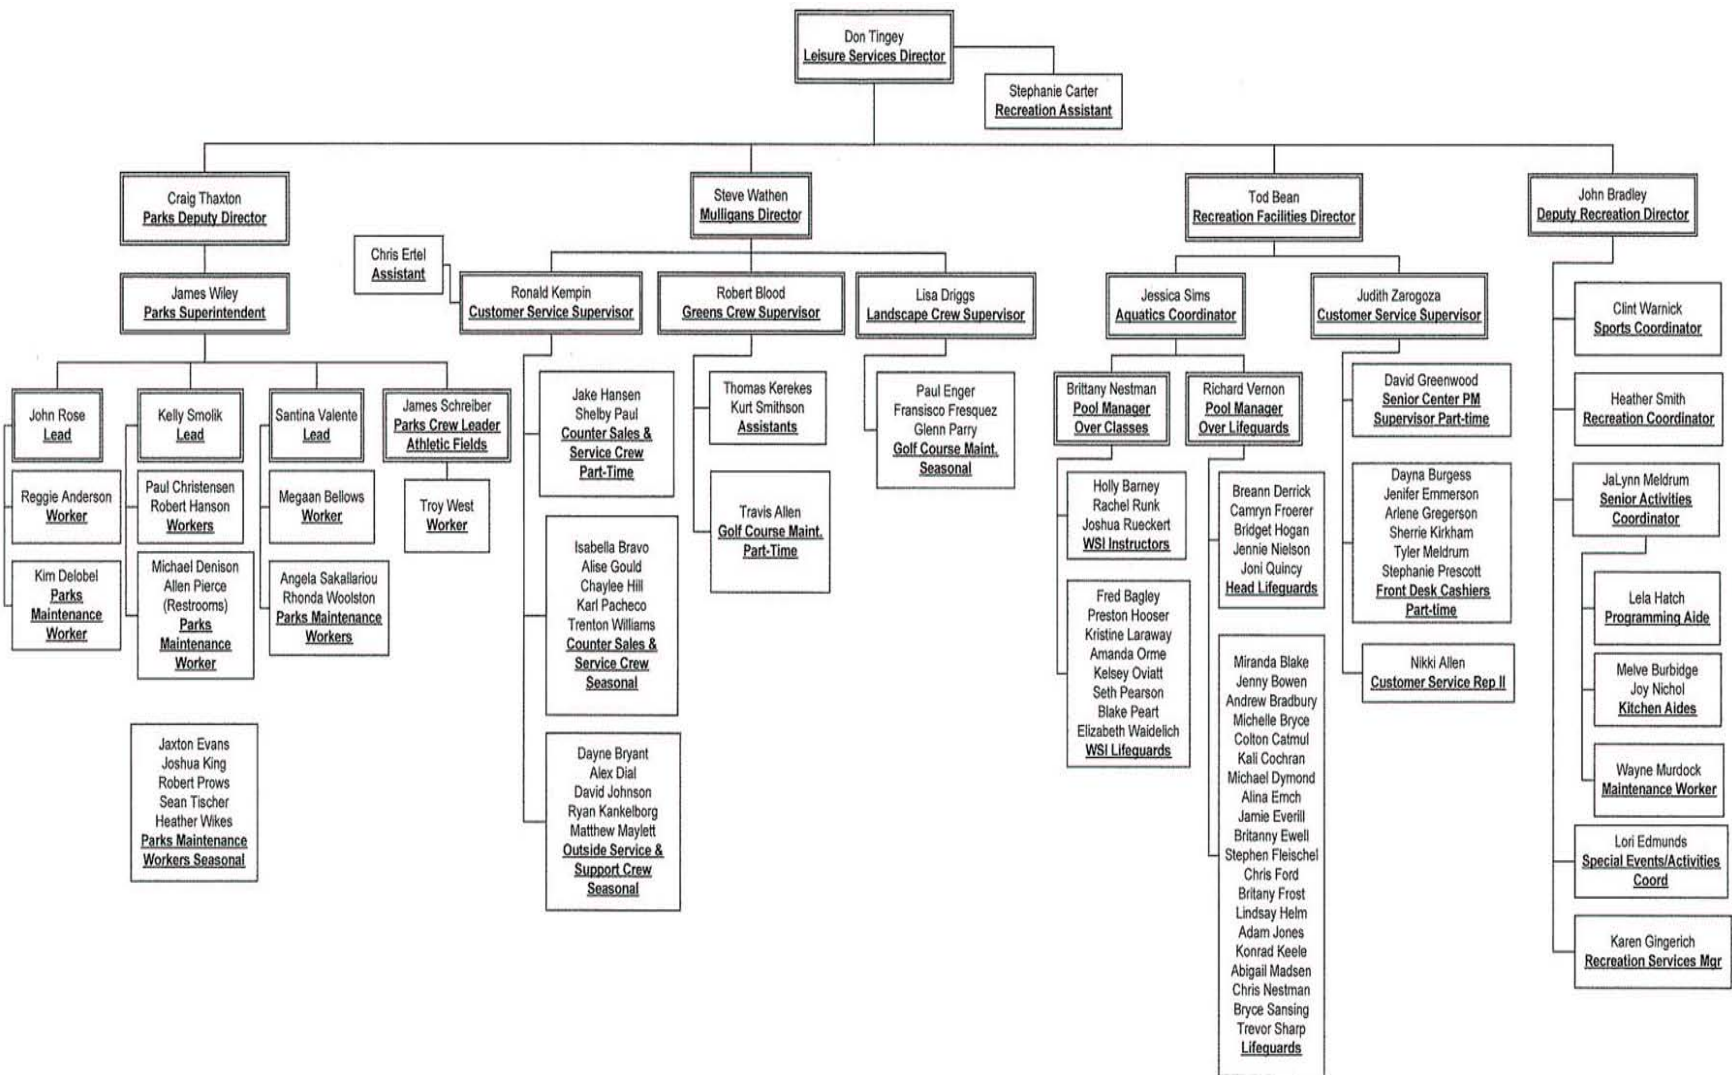 Don Tingey
Leisure Services Director
Stephanie Carter
Recreation Assistant
Craig Thaxton
Parks Deputy Director
Steve Wathen
Mulligans Director
Tod Bean
Recreation Facilities Director
John Bradley
Deputy Recreation Director
James Wiley
Parks Superintendent
Chris Ertel
Assistant
Ronald Kempin
Customer Service Supervisor
Robert Blood
Greens Crew Supervisor
Lisa Driggs
Landscape Crew Supervisor
Jessica Sims
Aquatics Coordinator
Judith Zarogoza
Customer Service Supervisor
John Rose
Lead
Kelly Smolik
Lead
Santina Valente
Lead
James Schreiber
Parks Crew Leader
Athletic Fields
Reggie Anderson
Worker
Paul Christensen
Robert Hanson
Workers
Megaan Bellows
Worker
Troy West
Worker
Kim Delobel
Parks
Maintenance
Worker
Michael Denison
Allen Pierce
(Restrooms)
Parks
Maintenance
Worker
Angela Sakallariou
Rhonda Woolston
Parks Maintenance
Workers
Jaxton Evans
Joshua King
Robert Prows
Sean Tischer
Heather Wikes
Parks Maintenance
Workers Seasonal
Jake Hansen
Shelby Paul
Counter Sales &
Service Crew
Part-Time
Isabella Bravo
Alise Gould
Chaylee Hill
Karl Pacheco
Trenton Williams
Counter Sales &
Service Crew
Seasonal
Dayne Bryant
Alex Dial
David Johnson
Ryan Kankelborg
Matthew Maylett
Outside Service &
Support Crew
Seasonal
Thomas Kerekes
Kurt Smithson
Assistants
Travis Allen
Golf Course Maint.
Part-Time
Paul Enger
Fransisco Fresquez
Glenn Parry
Golf Course Maint.
Seasonal
Brittany Nestman
Pool Manager
Over Classes
Richard Vernon
Pool Manager
Over Lifeguards
Holly Barney
Rachel Runk
Joshua Rueckert
WSI Instructors
Fred Bagley
Preston Hooser
Kristine Laraway
Amanda Orme
Kelsey Oviatt
Seth Pearson
Blake Peart
Elizabeth Waidelich
WSI Lifeguards
Breann Derrick
Camryn Froerer
Bridget Hogan
Jennie Nielson
Joni Quincy
Head Lifeguards
Miranda Blake
Jenny Bowen
Andrew Bradbury
Michelle Bryce
Colton Catmul
Kali Cochran
Michael Dymond
Alina Emch
Jamie Everill
Britanny Ewell
Stephen Fleischel
Chris Ford
Britany Frost
Lindsay Helm
Adam Jones
Konrad Keele
Abigail Madsen
Chris Nestman
Bryce Sansing
Trevor Sharp
Lifeguards
David Greenwood
Senior Center PM
Supervisor Part-time
Dayna Burgess
Jenifer Emmerson
Arlene Gregerson
Sherrie Kirkham
Tyler Meldrum
Stephanie Prescott
Front Desk Cashiers
Part-time
Nikki Allen
Customer Service Rep II
Clint Warnick
Sports Coordinator
Heather Smith
Recreation Coordinator
JaLynn Meldrum
Senior Activities
Coordinator
Lela Hatch
Programming Aide
Melve Burbidge
Joy Nichol
Kitchen Aides
Wayne Murdock
Maintenance Worker
Lori Edmunds
Special Events/Activities
Coord
Karen Gingerich
Recreation Services Mgr